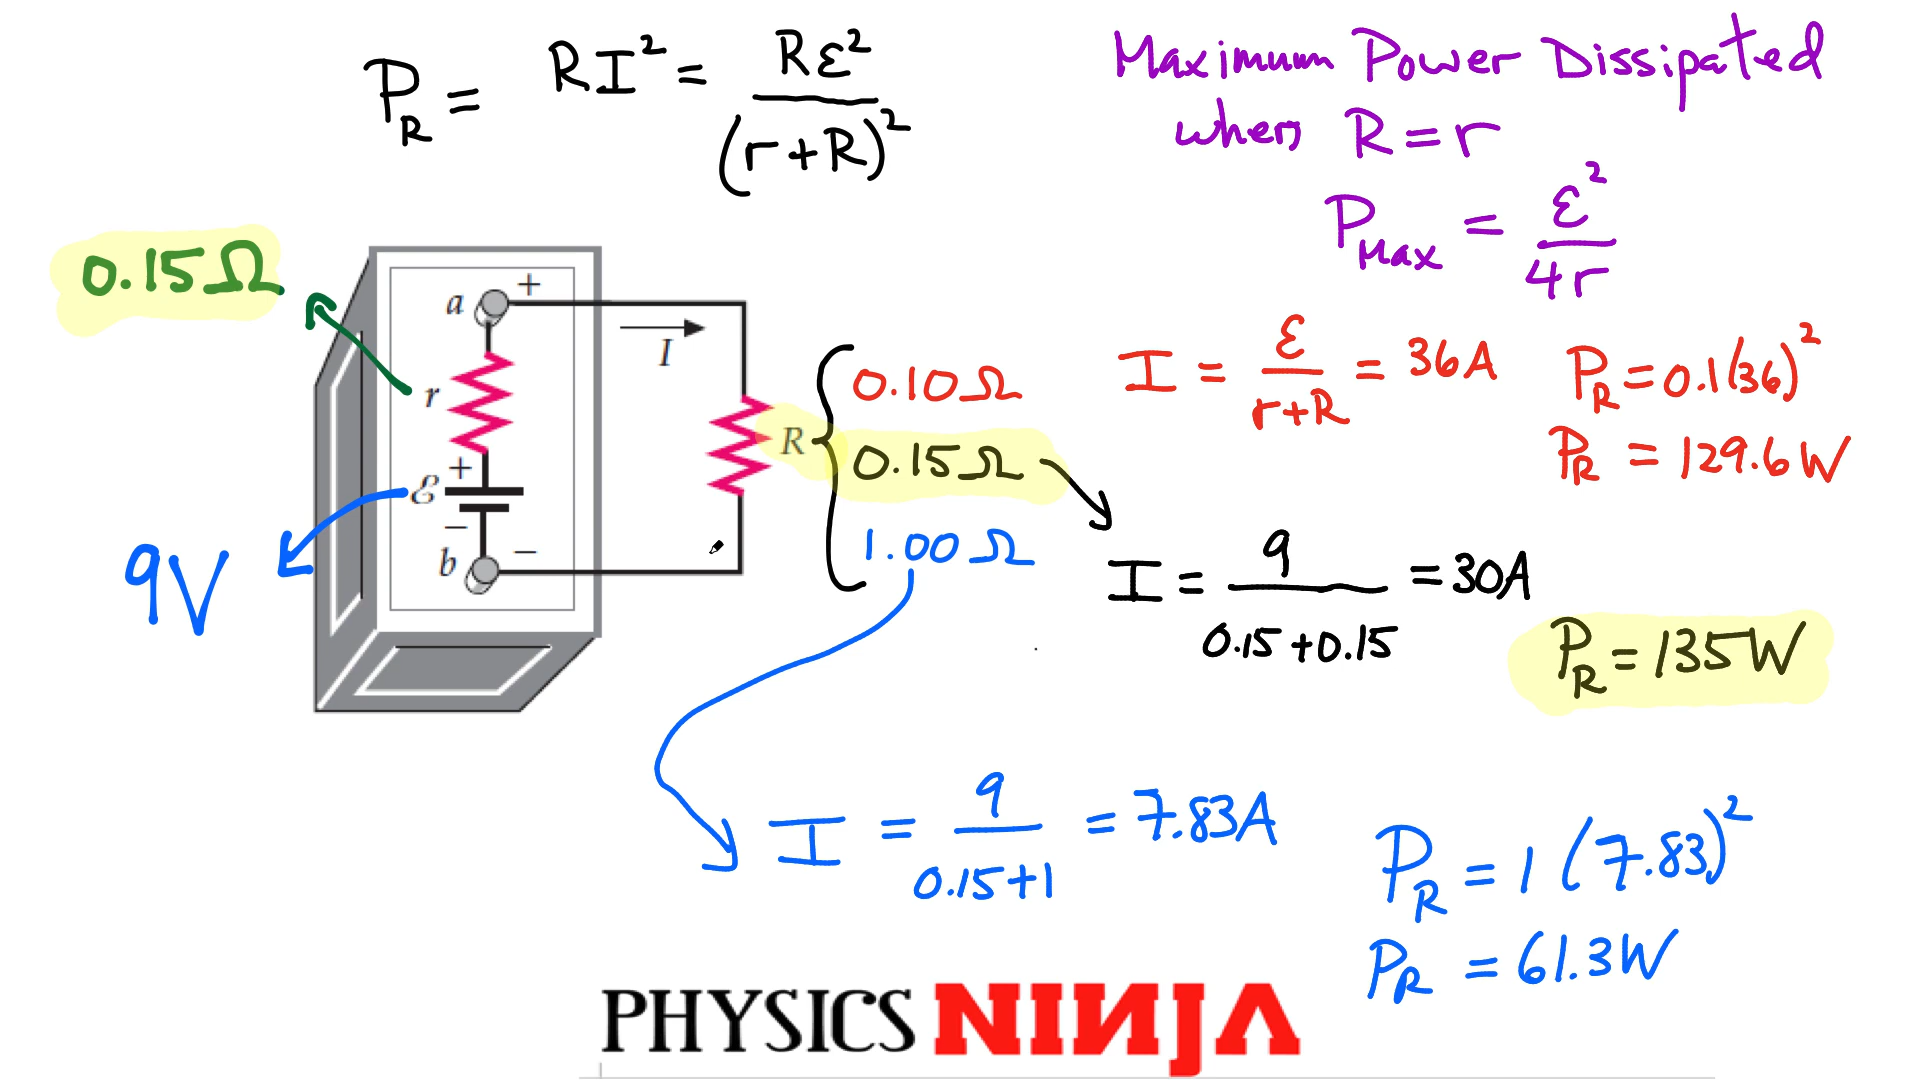 P_R = RI² = Rε² / (r+R)²
Maximum Power Dissipated
when R = r
P_Max = ε² / 4r
0.15Ω
a +
I
r
R
+
ℰ
−
b −
9V
0.10Ω
0.15Ω
1.00Ω
I = ε / r+R = 36A
P_R = 0.1(36)²
P_R = 129.6W
I = 9 / 0.15+0.15 = 30A
P_R = 135W
I = 9 / 0.15+1 = 7.83A
P_R = 1(7.83)²
P_R = 61.3W
PHYSICS NINJA